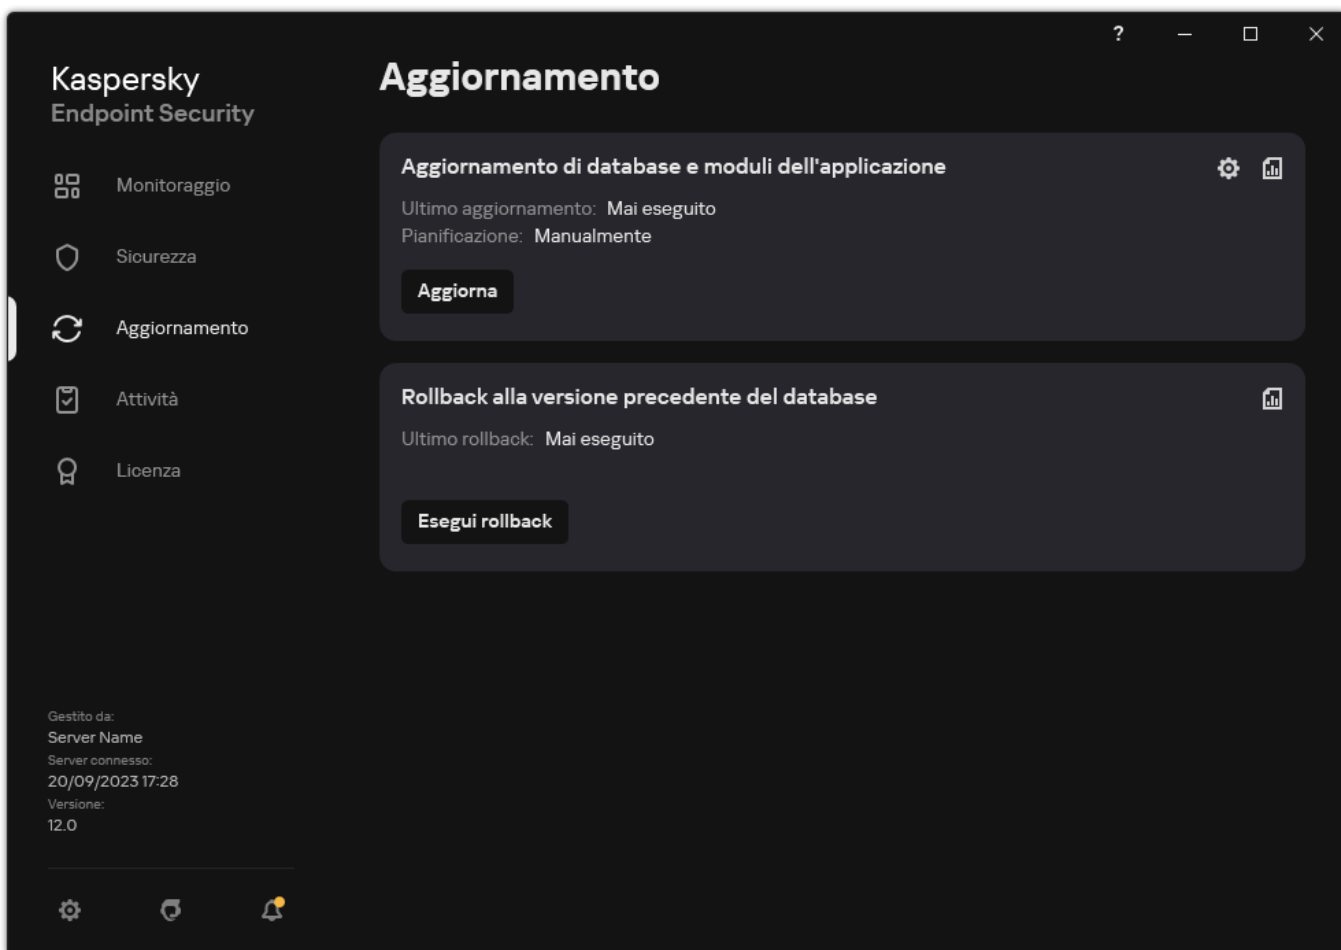 ?
Kaspersky
Endpoint Security
Monitoraggio
Sicurezza
Aggiornamento
Attività
Licenza
Gestito da:
Server Name
Server connesso:
20/09/2023 17:28
Versione:
12.0
Aggiornamento
Aggiornamento di database e moduli dell'applicazione
Ultimo aggiornamento: Mai eseguito
Pianificazione: Manualmente
Aggiorna
Rollback alla versione precedente del database
Ultimo rollback: Mai eseguito
Esegui rollback